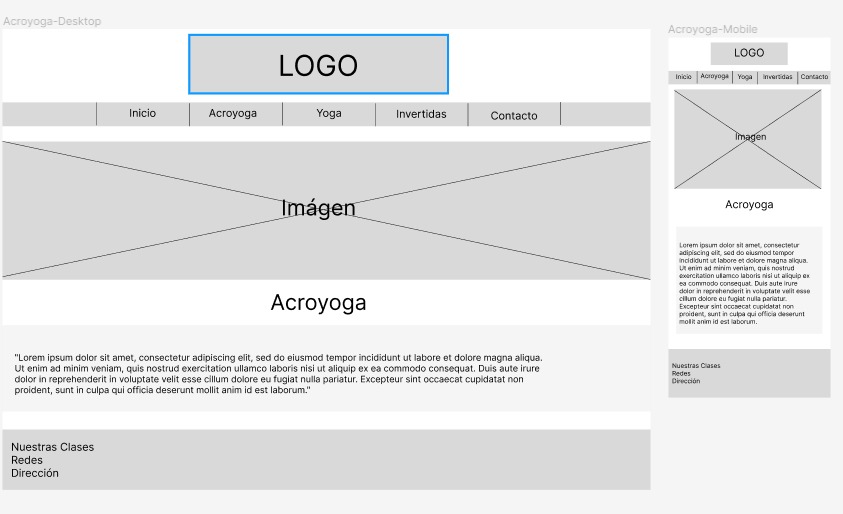 Acroyoga-Desktop
LOGO
Inicio
Acroyoga
Yoga
Invertidas
Contacto
Imágen
Acroyoga
"Lorem ipsum dolor sit amet, consectetur adipiscing elit, sed do eiusmod tempor incididunt ut labore et dolore magna aliqua.
Ut enim ad minim veniam, quis nostrud exercitation ullamco laboris nisi ut aliquip ex ea commodo consequat. Duis aute irure
dolor in reprehenderit in voluptate velit esse cillum dolore eu fugiat nulla pariatur. Excepteur sint occaecat cupidatat non
proident, sunt in culpa qui officia deserunt mollit anim id est laborum."
Nuestras Clases
Redes
Dirección
Acroyoga-Mobile
LOGO
Inicio
Acroyoga
Yoga
Invertidas
Contacto
Imagen
Acroyoga
Lorem ipsum dolor sit amet, consectetur
adipiscing elit, sed do eiusmod tempor
incididunt ut labore et dolore magna aliqua.
Ut enim ad minim veniam, quis nostrud
exercitation ullamco laboris nisi ut aliquip ex
ea commodo consequat. Duis aute irure
dolor in reprehenderit in voluptate velit esse
cillum dolore eu fugiat nulla pariatur.
Excepteur sint occaecat cupidatat non
proident, sunt in culpa qui officia deserunt
mollit anim id est laborum.
Nuestras Clases
Redes
Dirección